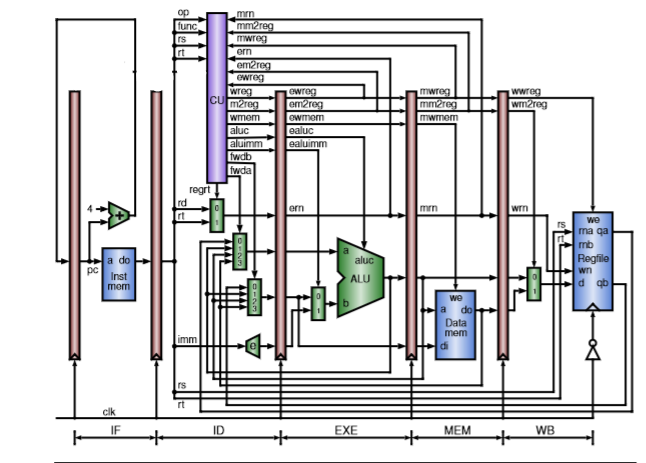 op
mrn
func
mm2reg
rs
mwreg
rt
ern
em2reg
ewreg
CU
wreg
ewreg
mwreg
wwreg
m2reg
em2reg
mm2reg
wm2reg
wmem
ewmem
mwmem
aluc
ealuc
aluimm
ealuimm
fwdb
fwda
regrt
rd
0
rt
1
ern
mrn
wrn
4
+
we
rs
rna qa
rt
rnb
Regfile
wn
d qb
0
1
2
3
a
aluc
ALU
b
pc
a do
Inst
mem
0
1
2
3
0
1
0
1
we
a do
Data
mem
di
imm
e
rs
rt
clk
IF
ID
EXE
MEM
WB